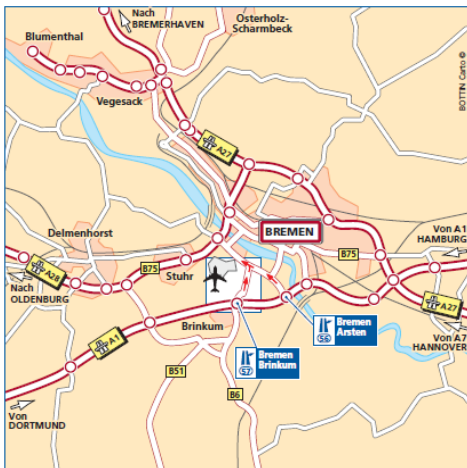 Nach
BREMERHAVEN
Osterholz-
Scharmbeck
Blumenthal
Vegesack
BOTTIN Carto ©
A27
Delmenhorst
BREMEN
Von A1
HAMBURG
B75
B75
Stuhr
A28
Nach
OLDENBURG
A27
Brinkum
Bremen
Arsten
56
Von A7
HANNOVER
A1
Bremen
Brinkum
57
B51
B6
Von
DORTMUND